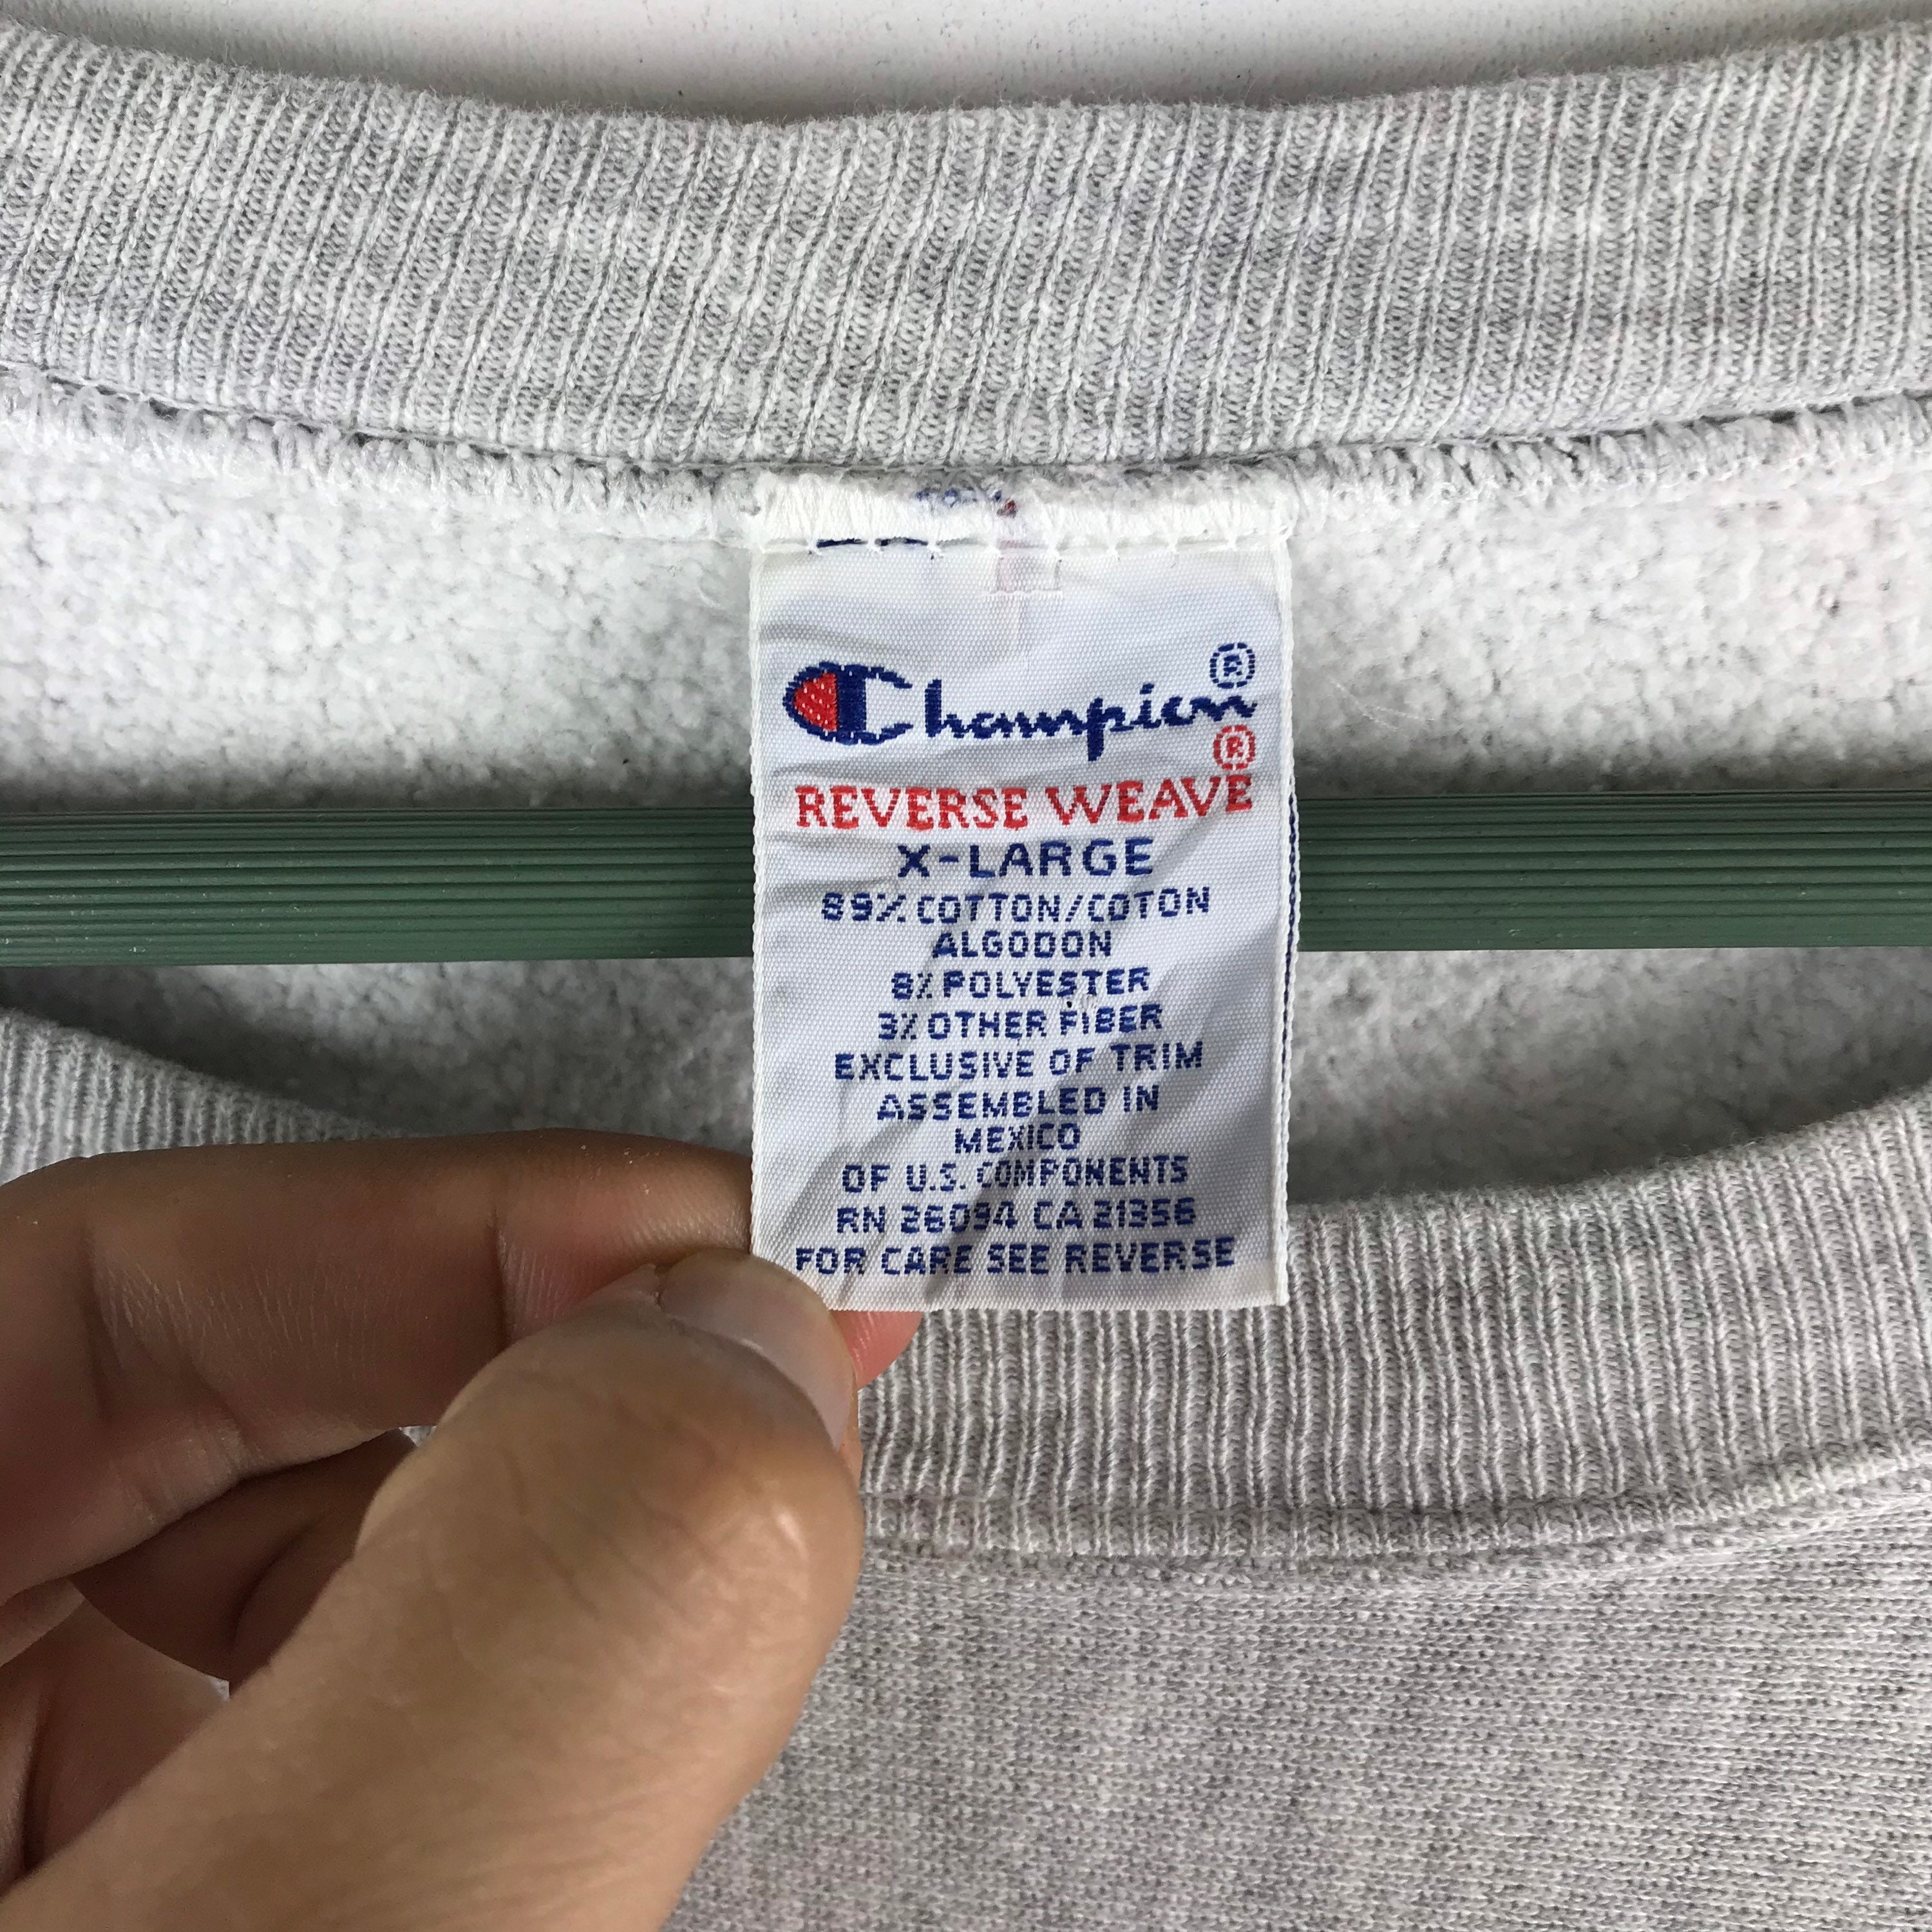 Champion®
REVERSE WEAVE®
X-LARGE
89% COTTON/COTON
ALGODON
8% POLYESTER
3% OTHER FIBER
EXCLUSIVE OF TRIM
ASSEMBLED IN
MEXICO
OF U.S. COMPONENTS
RN 26094 CA 21356
FOR CARE SEE REVERSE